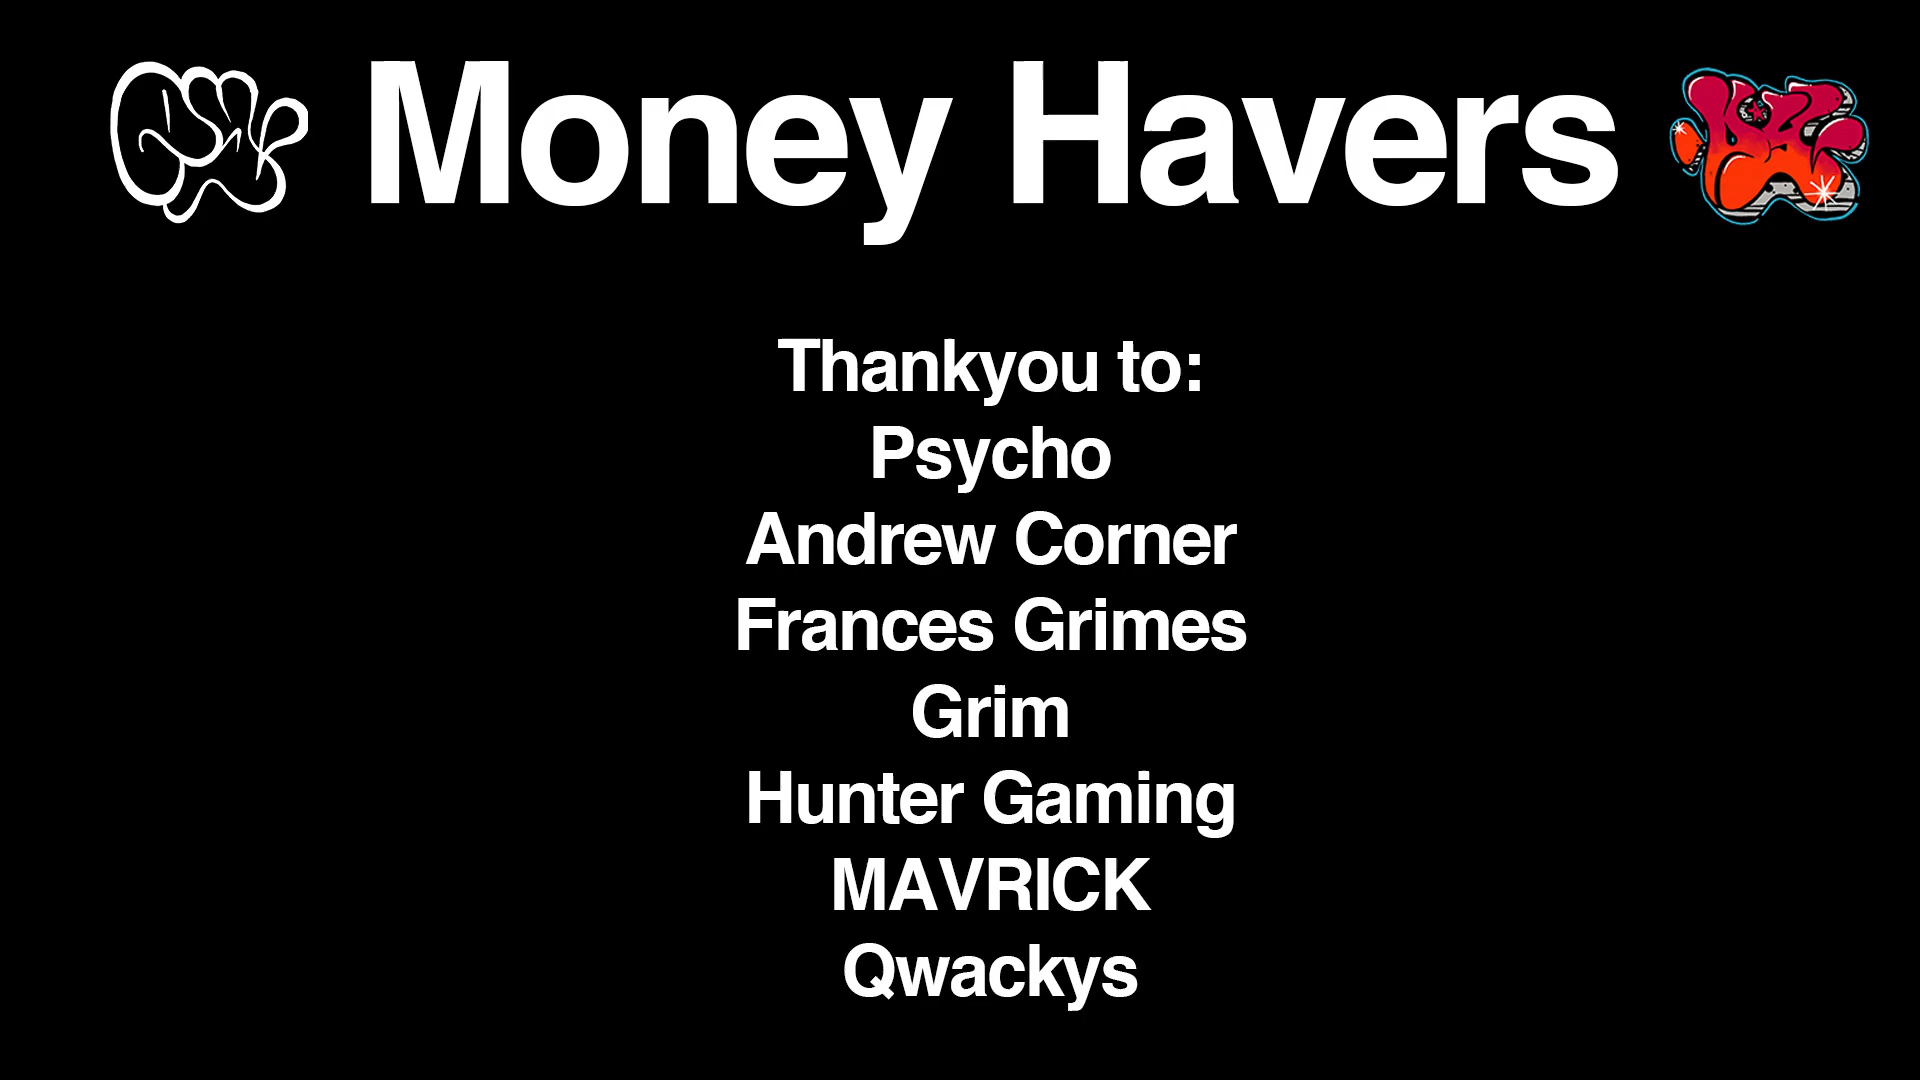 Money Havers
Thankyou to:
Psycho
Andrew Corner
Frances Grimes
Grim
Hunter Gaming
MAVRICK
Qwackys